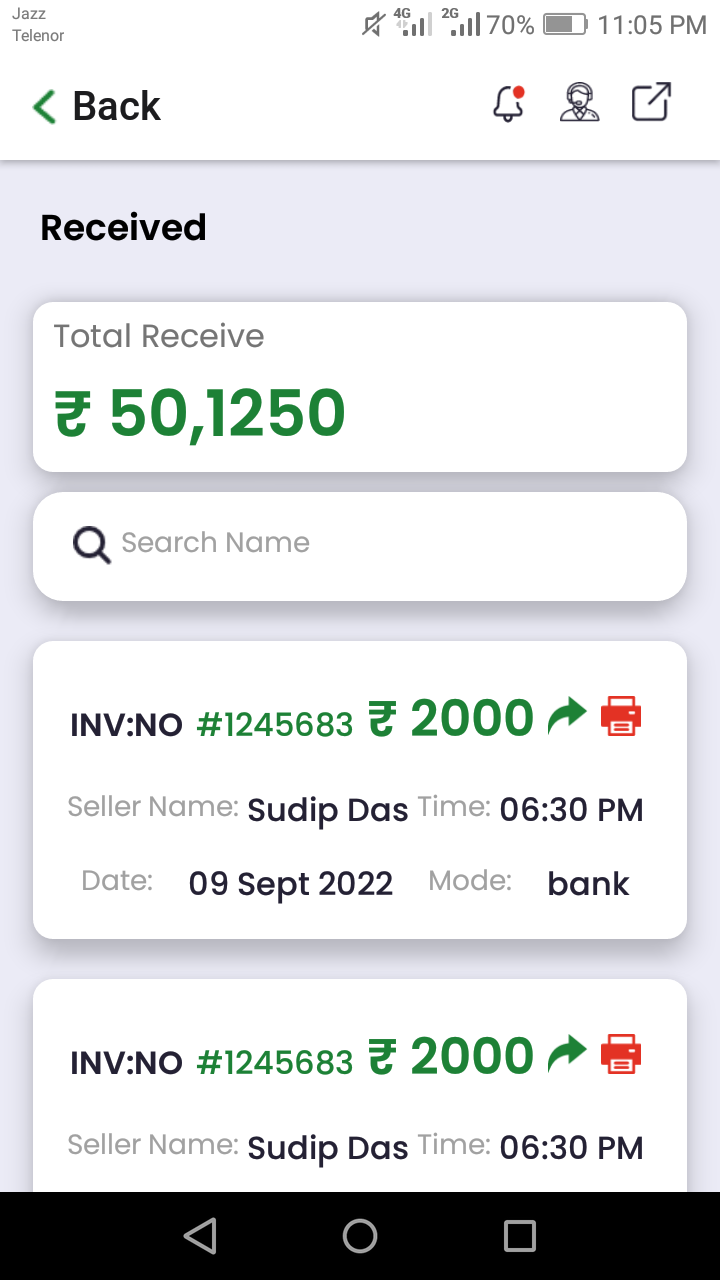 Jazz
Telenor
4G 2G 70% 11:05 PM
Back
Received
Total Receive
₹ 50,1250
Search Name
INV:NO #1245683 ₹ 2000
Seller Name: Sudip Das Time: 06:30 PM
Date: 09 Sept 2022 Mode: bank
INV:NO #1245683 ₹ 2000
Seller Name: Sudip Das Time: 06:30 PM